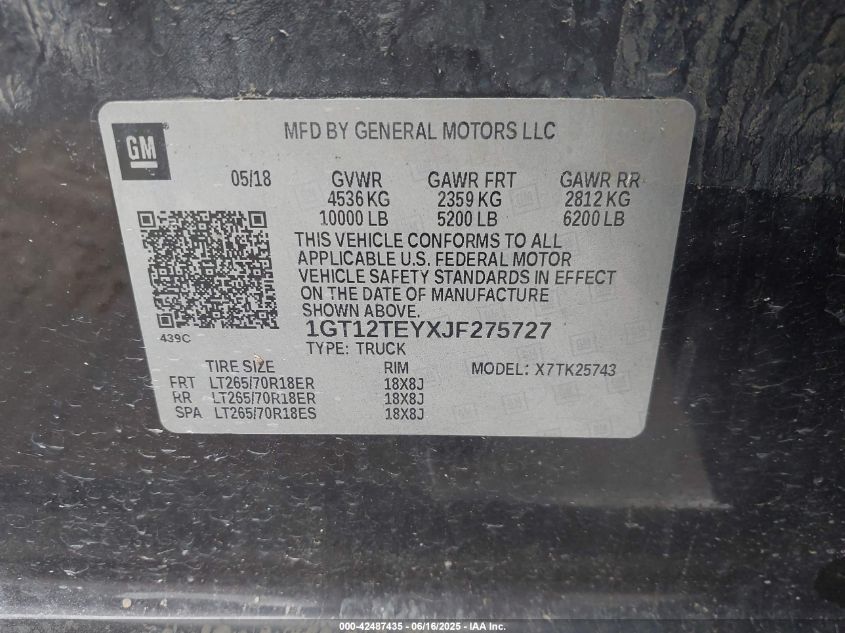 GM
MFD BY GENERAL MOTORS LLC
05/18 GVWR GAWR FRT GAWR RR
4536 KG 2359 KG 2812 KG
10000 LB 5200 LB 6200 LB
THIS VEHICLE CONFORMS TO ALL
APPLICABLE U.S. FEDERAL MOTOR
VEHICLE SAFETY STANDARDS IN EFFECT
ON THE DATE OF MANUFACTURE
SHOWN ABOVE.
439C
1GT12TEYXJF275727
TYPE: TRUCK
TIRE SIZE RIM MODEL: X7TK25743
FRT LT265/70R18ER 18X8J
RR LT265/70R18ER 18X8J
SPA LT265/70R18ES 18X8J
000-42487435 - 06/16/2025 - IAA Inc.